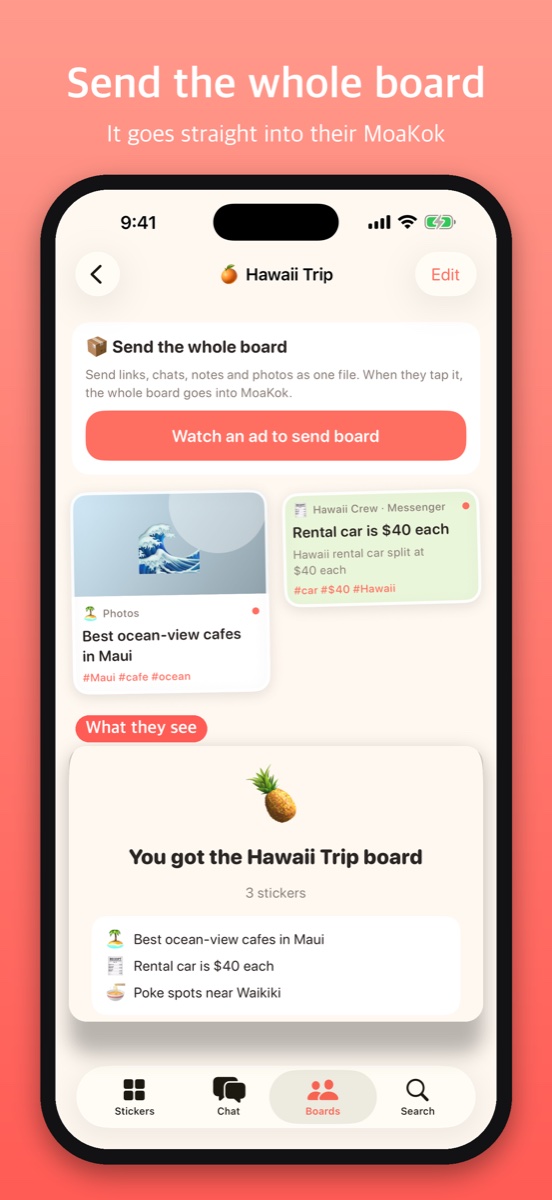 Send the whole board
It goes straight into their MoaKok
9:41
Hawaii Trip
Edit
Send the whole board
Send links, chats, notes and photos as one file. When they tap it,
the whole board goes into MoaKok.
Watch an ad to send board
Photos
Best ocean-view cafes
in Maui
#Maui #cafe #ocean
Hawaii Crew · Messenger
Rental car is $40 each
Hawaii rental car split at
$40 each
#car #$40 #Hawaii
What they see
You got the Hawaii Trip board
3 stickers
Best ocean-view cafes in Maui
Rental car is $40 each
Poke spots near Waikiki
Stickers
Chat
Boards
Search